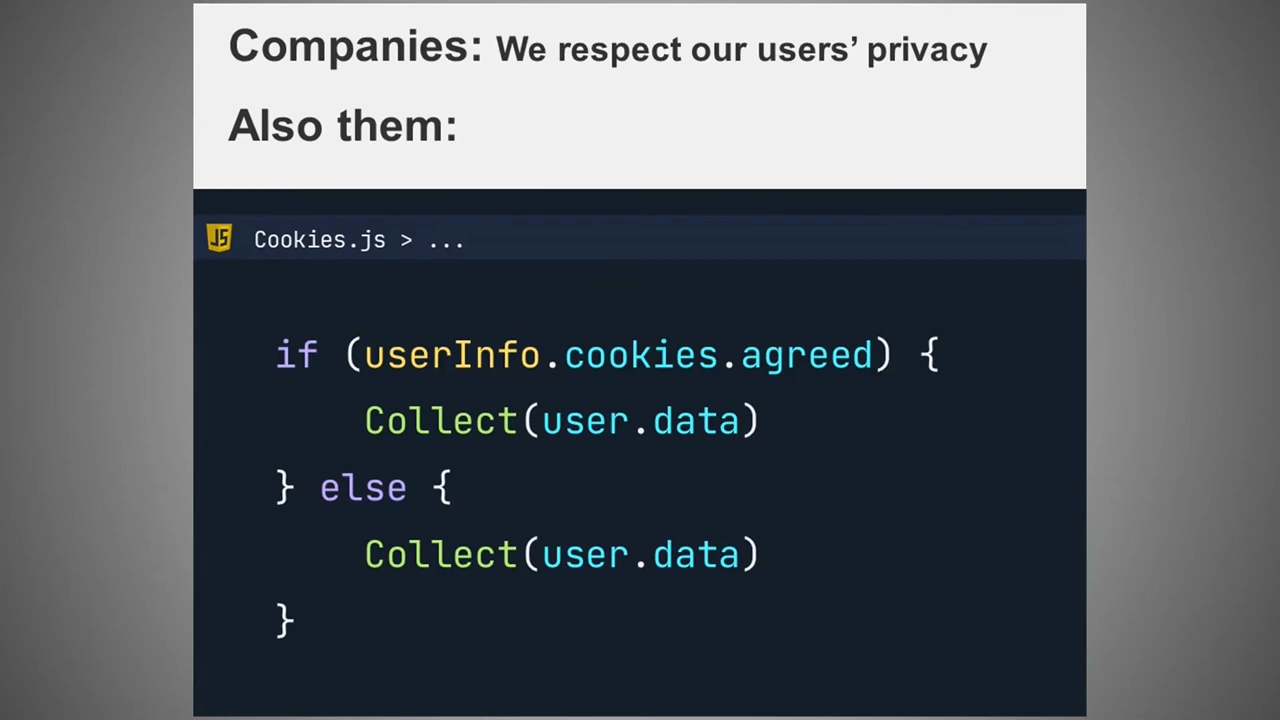 Companies: We respect our users’ privacy
Also them:
JS Cookies.js > ...
if (userInfo.cookies.agreed) {
Collect(user.data)
} else {
Collect(user.data)
}